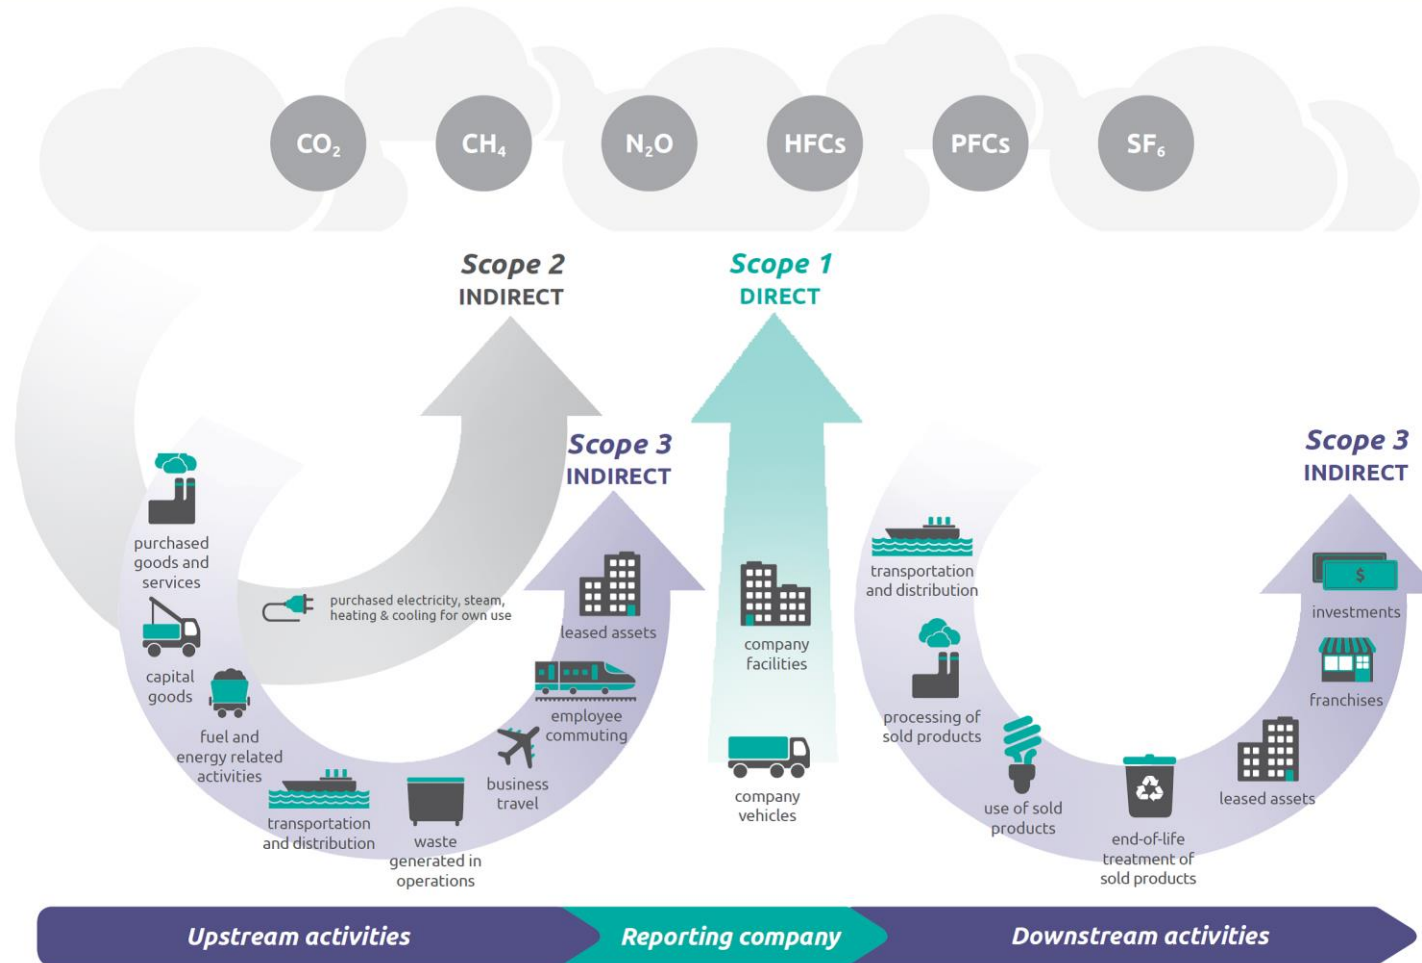 CO₂
CH₄
N₂O
HFCs
PFCs
SF₆
Scope 2
INDIRECT
Scope 1
DIRECT
Scope 3
INDIRECT
Scope 3
INDIRECT
purchased
goods and
services
capital
goods
fuel and
energy related
activities
purchased electricity, steam,
heating & cooling for own use
transportation
and distribution
waste
generated in
operations
business
travel
employee
commuting
leased assets
company
facilities
company
vehicles
transportation
and distribution
processing of
sold products
use of sold
products
end-of-life
treatment of
sold products
leased assets
franchises
$
investments
Upstream activities
Reporting company
Downstream activities